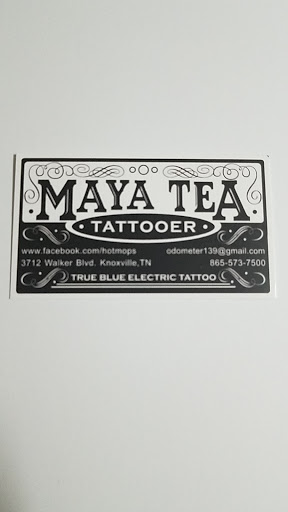 MAYA TEA
TATTOOER
www.facebook.com/hotmops odometer139@gmail.com
3712 Walker Blvd. Knoxville,TN 865-573-7500
TRUE BLUE ELECTRIC TATTOO